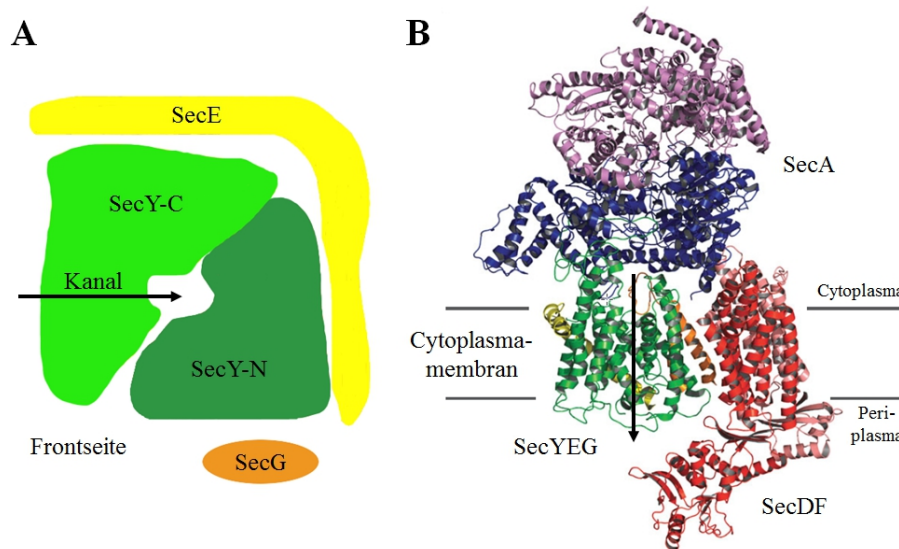 A
SecE
SecY-C
Kanal
SecY-N
Frontseite
SecG
B
SecA
Cytoplasma
Cytoplasma-
membran
Peri-
plasma
SecYEG
SecDF